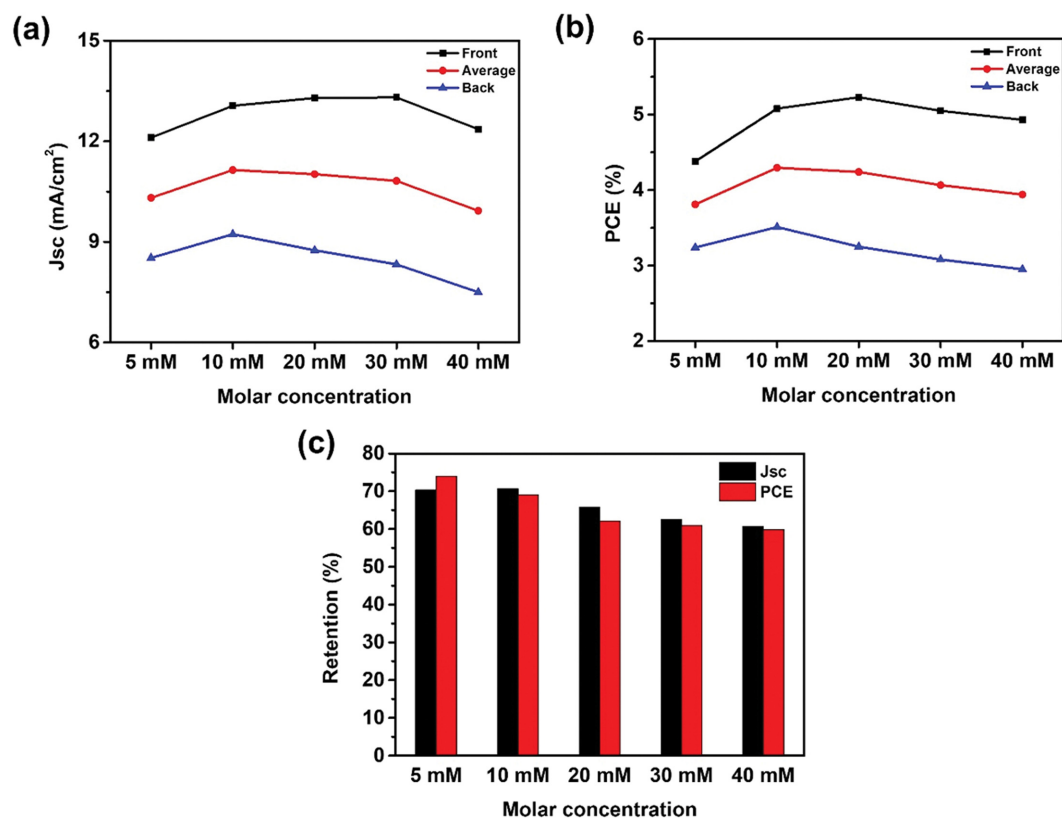 (a)
15
12
9
6
Jsc (mA/cm²)
Front
Average
Back
5 mM 10 mM 20 mM 30 mM 40 mM
Molar concentration
(b)
6
5
4
3
2
PCE (%)
Front
Average
Back
5 mM 10 mM 20 mM 30 mM 40 mM
Molar concentration
(c)
80
70
60
50
40
30
20
10
0
Retention (%)
Jsc
PCE
5 mM 10 mM 20 mM 30 mM 40 mM
Molar concentration